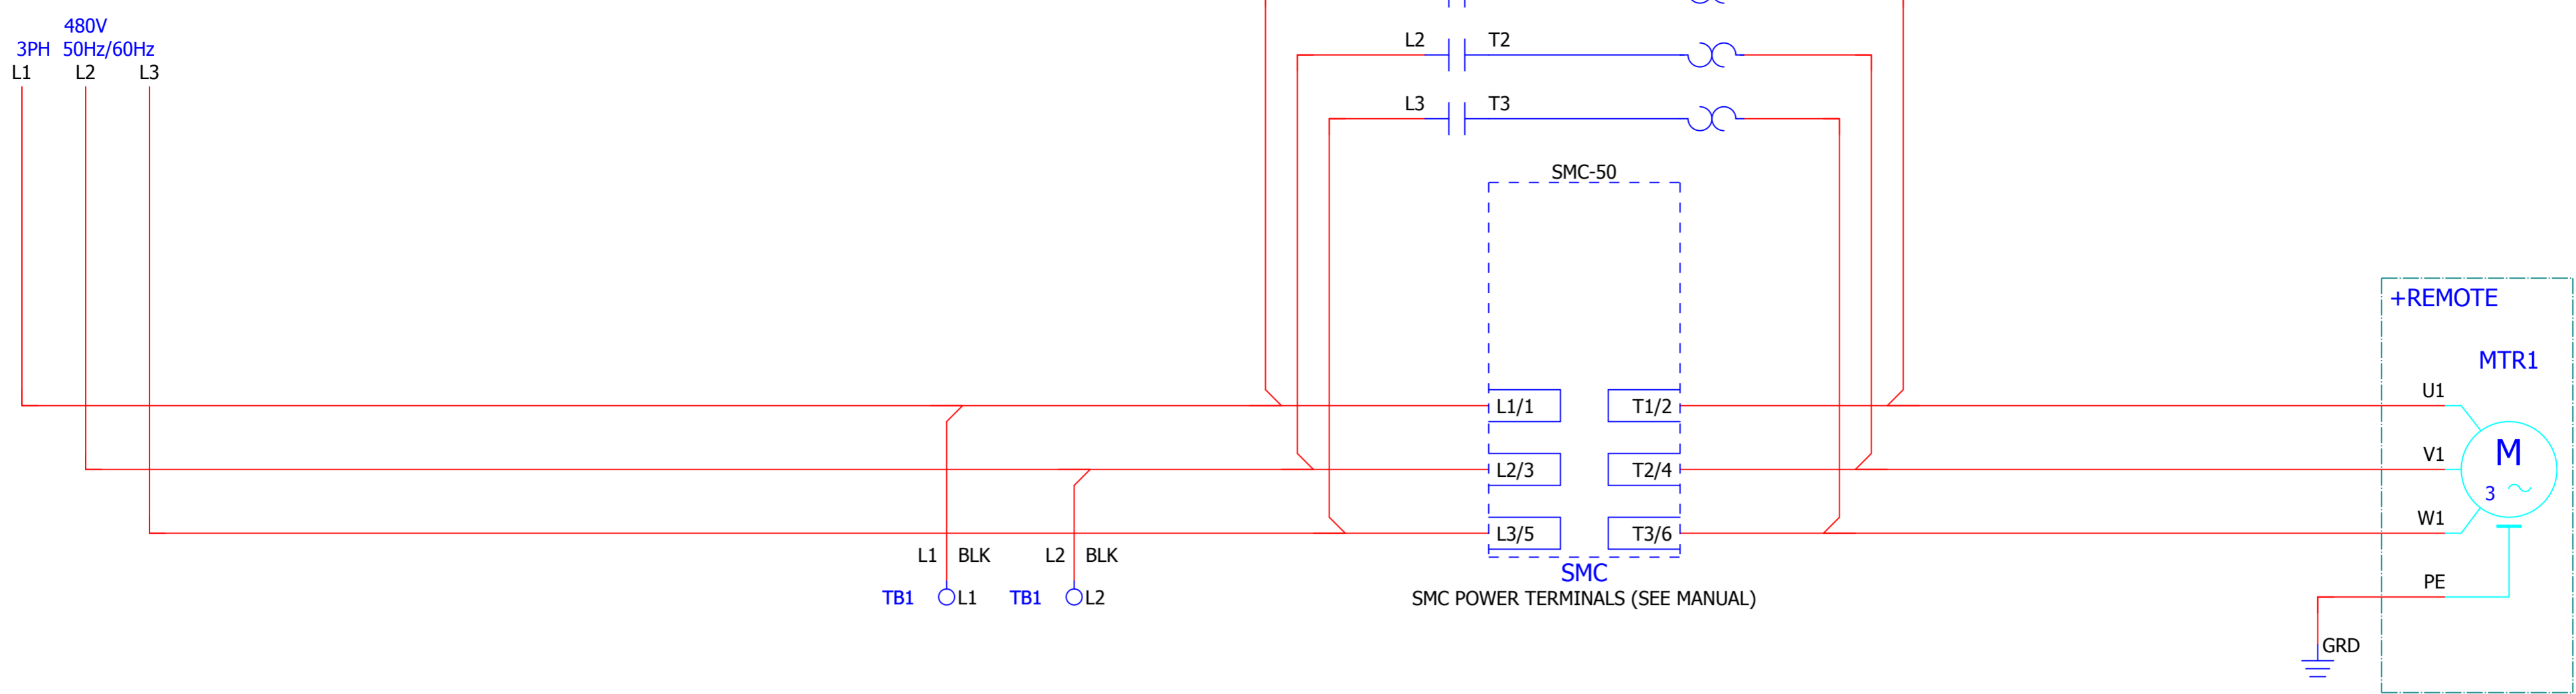 480V
3PH 50Hz/60Hz
L1 L2 L3
L2 T2
L3 T3
SMC-50
+REMOTE
MTR1
U1
L1/1 T1/2
V1
M
L2/3 T2/4
3
W1
L3/5 T3/6
L1 BLK L2 BLK
SMC
PE
TB1 L1 TB1 L2
SMC POWER TERMINALS (SEE MANUAL)
GRD